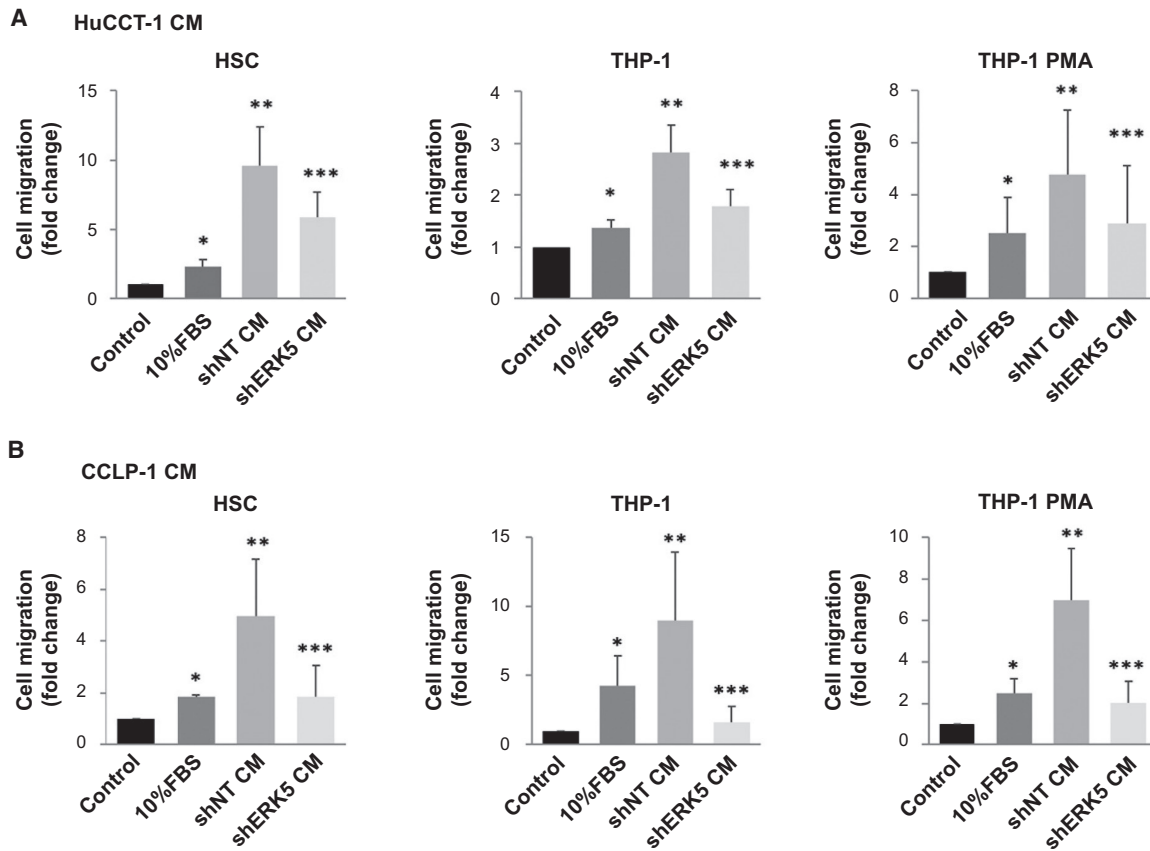 A
HuCCT-1 CM
HSC
Cell migration
(fold change)
15
10
5
0
*
**
***
Control
10%FBS
shNT CM
shERK5 CM
THP-1
Cell migration
(fold change)
4
3
2
1
0
*
**
***
Control
10%FBS
shNT CM
shERK5 CM
THP-1 PMA
Cell migration
(fold change)
8
6
4
2
0
*
**
***
Control
10%FBS
shNT CM
shERK5 CM
B
CCLP-1 CM
HSC
Cell migration
(fold change)
8
6
4
2
0
*
**
***
Control
10%FBS
shNT CM
shERK5 CM
THP-1
Cell migration
(fold change)
15
10
5
0
*
**
***
Control
10%FBS
shNT CM
shERK5 CM
THP-1 PMA
Cell migration
(fold change)
10
8
6
4
2
0
*
**
***
Control
10%FBS
shNT CM
shERK5 CM